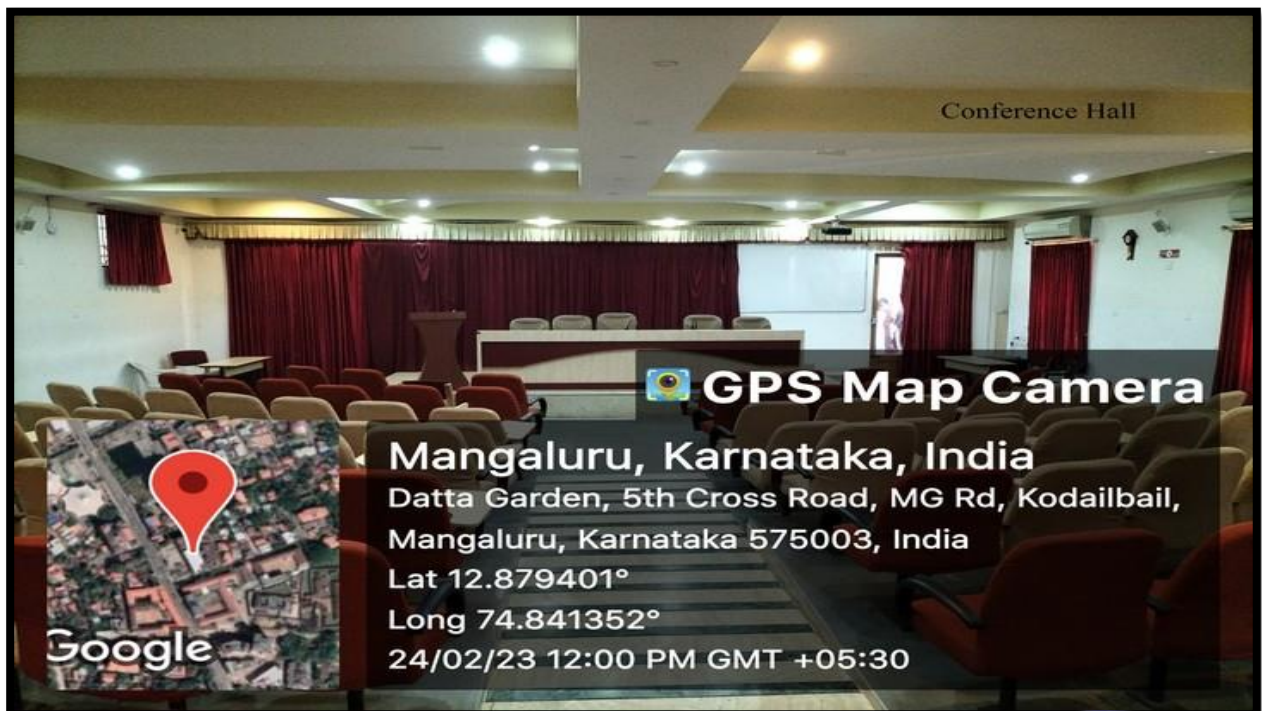 Conference Hall
GPS Map Camera
Mangaluru, Karnataka, India
Datta Garden, 5th Cross Road, MG Rd, Kodailbail,
Mangaluru, Karnataka 575003, India
Lat 12.879401°
Long 74.841352°
24/02/23 12:00 PM GMT +05:30
Google